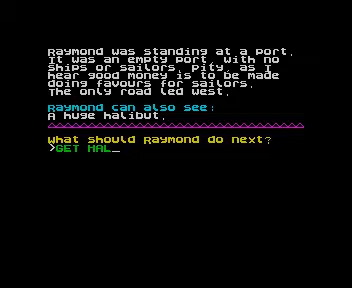 Raymond was standing at a port.
It was an empty port, with no
ships or sailors. Pity, as I
hear good money is to be made
doing favours for sailors.
The only road led west.
Raymond can also see:
A huge halibut.
What should Raymond do next?
>GET HAL_